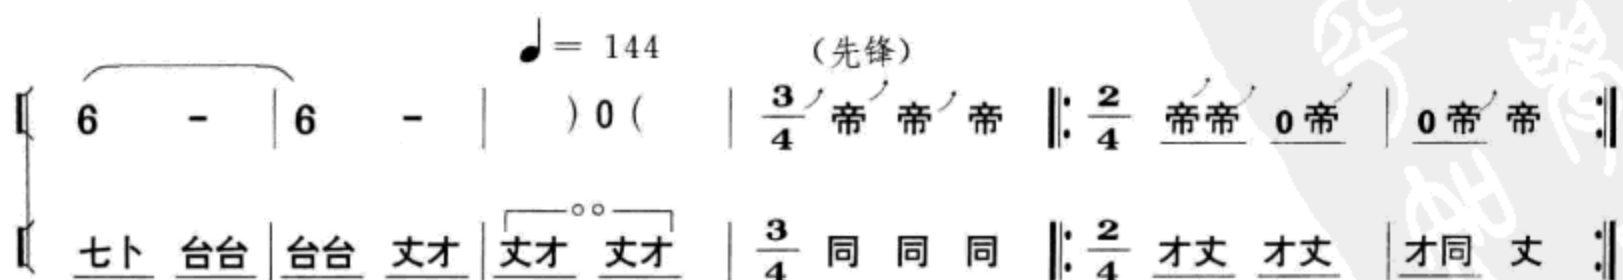 ♩= 144
（先锋）
6 - | 6 - | ) 0 ( | 3/4 帝 帝 帝 ‖: 2/4 帝帝 0帝 | 0帝 帝 :‖
七卜 台台 | 台台 丈才 | 丈才 丈才 | 3/4 同 同 同 ‖: 2/4 才丈 才丈 | 才同 丈 :‖